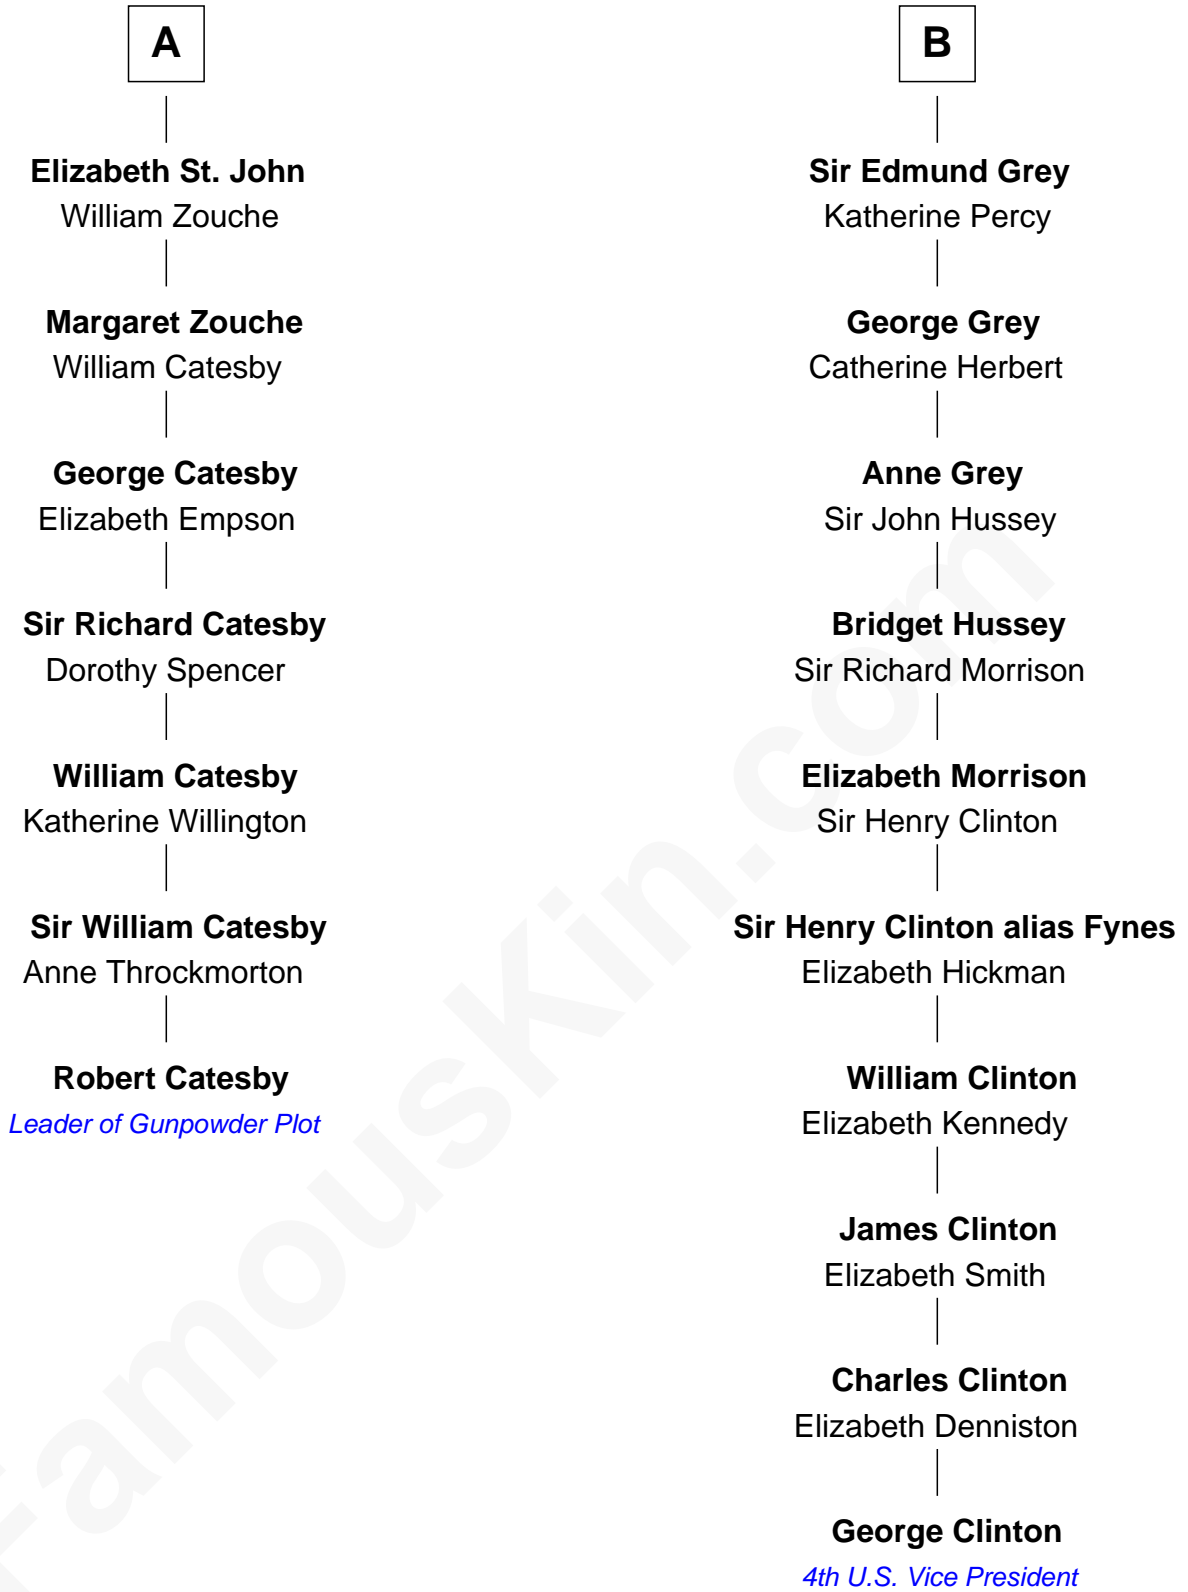 A
Elizabeth St. John
William Zouche
Margaret Zouche
William Catesby
George Catesby
Elizabeth Empson
Sir Richard Catesby
Dorothy Spencer
William Catesby
Katherine Willington
Sir William Catesby
Anne Throckmorton
Robert Catesby
Leader of Gunpowder Plot
B
Sir Edmund Grey
Katherine Percy
George Grey
Catherine Herbert
Anne Grey
Sir John Hussey
Bridget Hussey
Sir Richard Morrison
Elizabeth Morrison
Sir Henry Clinton
Sir Henry Clinton alias Fynes
Elizabeth Hickman
William Clinton
Elizabeth Kennedy
James Clinton
Elizabeth Smith
Charles Clinton
Elizabeth Denniston
George Clinton
4th U.S. Vice President
FamousKin.com